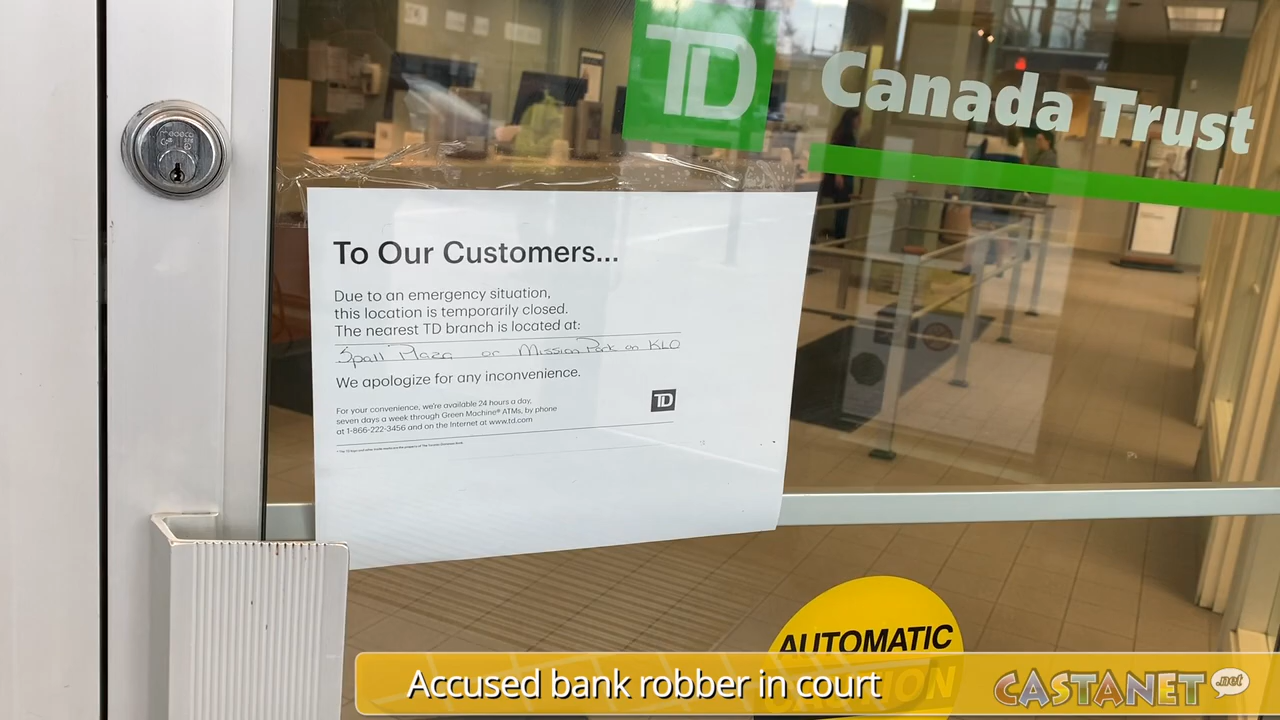 TD Canada Trust
medeco
To Our Customers...
Due to an emergency situation,
this location is temporarily closed.
The nearest TD branch is located at:
Spall Plaza or Mission Park on KLO
We apologize for any inconvenience.
TD
For your convenience, we're available 24 hours a day,
seven days a week through Green Machine® ATMs, by phone
at 1-866-222-3456 and on the Internet at www.td.com
AUTOMATIC
Accused bank robber in court
CASTANET.net